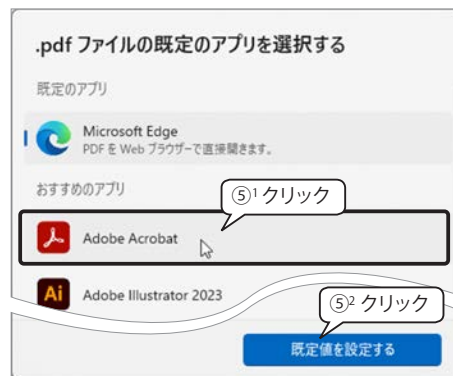 .pdf ファイルの既定のアプリを選択する
既定のアプリ
Microsoft Edge
PDF を Web ブラウザーで直接開きます。
おすすめのアプリ
⑤¹ クリック
Adobe Acrobat
Ai Adobe Illustrator 2023
⑤² クリック
既定値を設定する